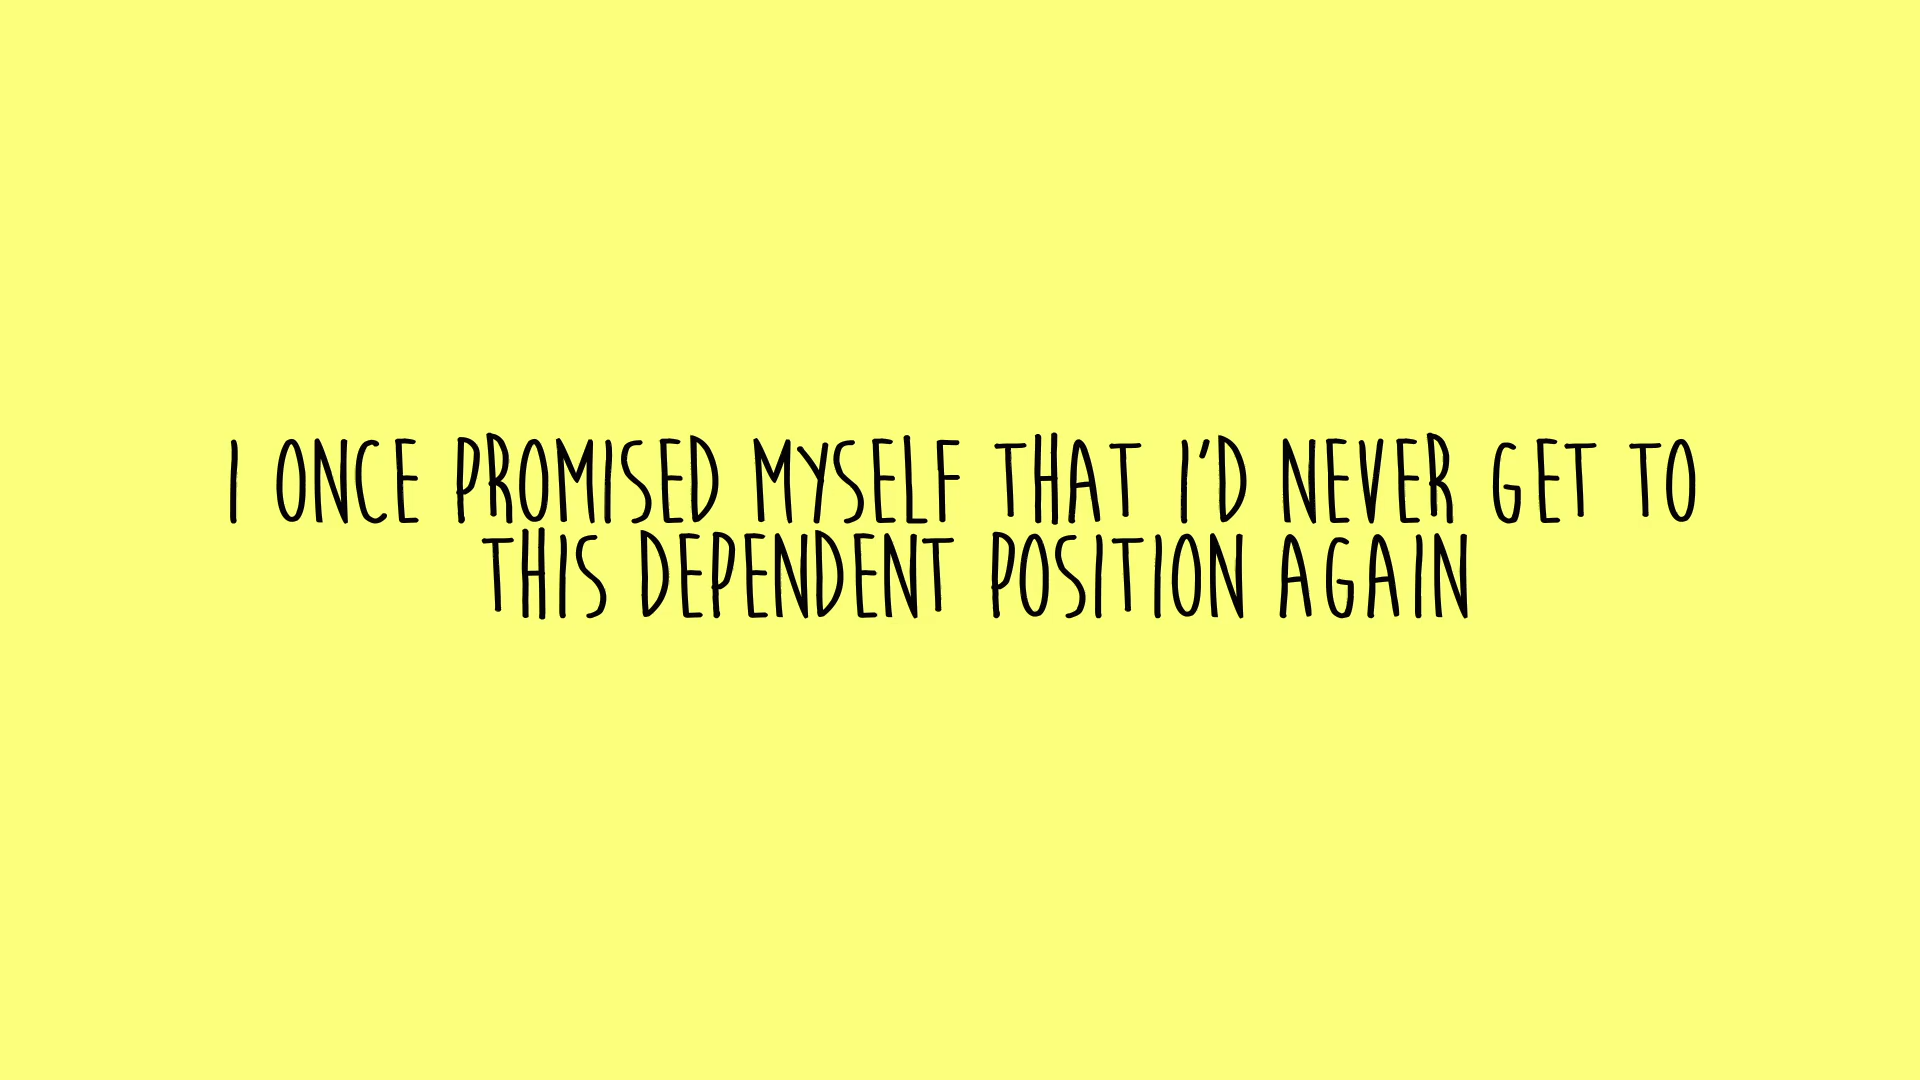 I ONCE PROMISED MYSELF THAT I'D NEVER GET TO
THIS DEPENDENT POSITION AGAIN